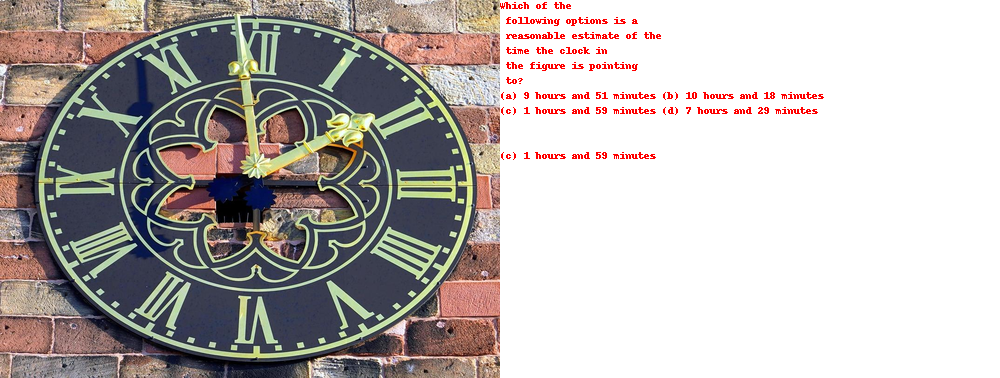 XII
I
II
III
IIII
V
VI
VII
VIII
IX
X
XI
Which of the
following options is a
reasonable estimate of the
time the clock in
the figure is pointing
to?
(a) 9 hours and 51 minutes (b) 10 hours and 18 minutes
(c) 1 hours and 59 minutes (d) 7 hours and 29 minutes
(c) 1 hours and 59 minutes